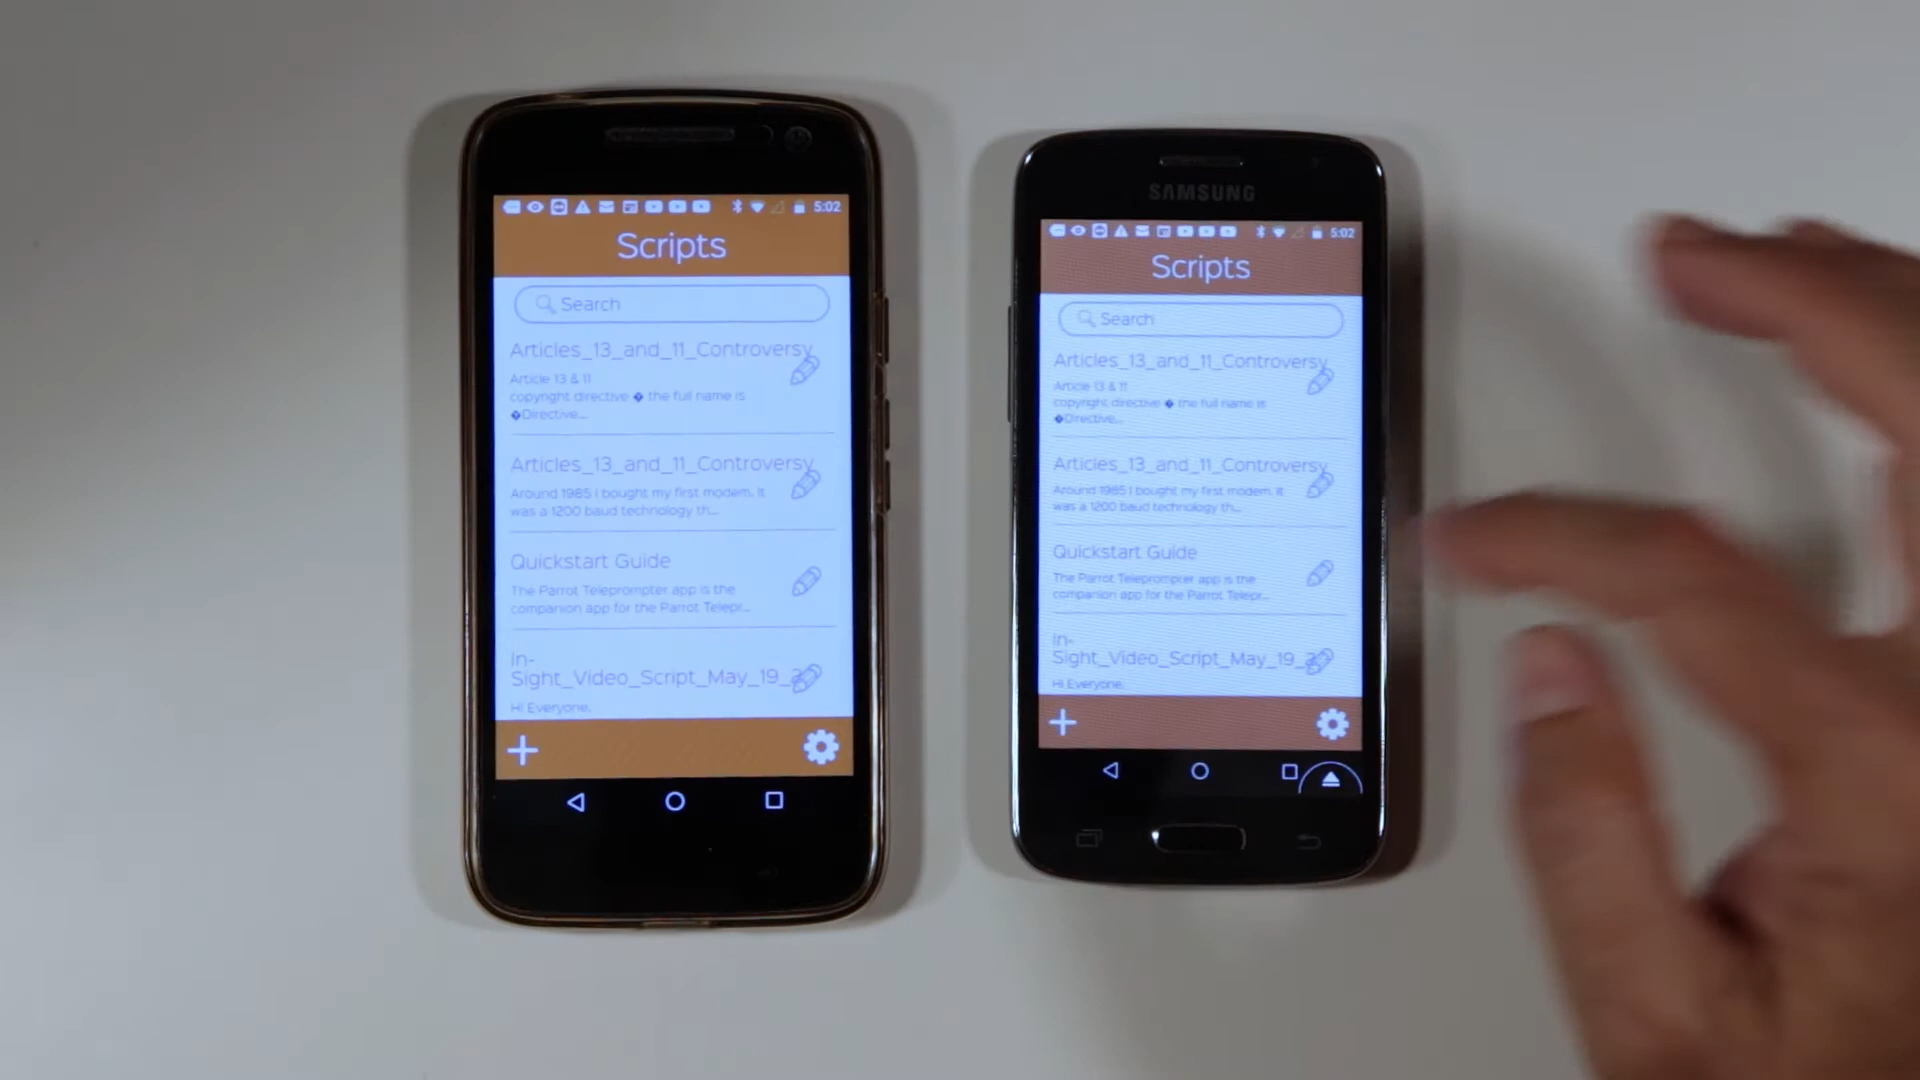 5:02
Scripts
Search
Articles_13_and_11_Controversy
Article 13 & 11
copyright directive � the full name is
�Directive...
Articles_13_and_11_Controversy
Around 1985 I bought my first modem. It
was a 1200 baud technology th...
Quickstart Guide
The Parrot Teleprompter app is the
companion app for the Parrot Telepr...
In-
Sight_Video_Script_May_19_2
Hi Everyone,
SAMSUNG
5:02
Scripts
Search
Articles_13_and_11_Controversy
Article 13 & 11
copyright directive � the full name is
�Directive...
Articles_13_and_11_Controversy
Around 1985 I bought my first modem. It
was a 1200 baud technology th...
Quickstart Guide
The Parrot Teleprompter app is the
companion app for the Parrot Telepr...
In-
Sight_Video_Script_May_19_2
Hi Everyone,